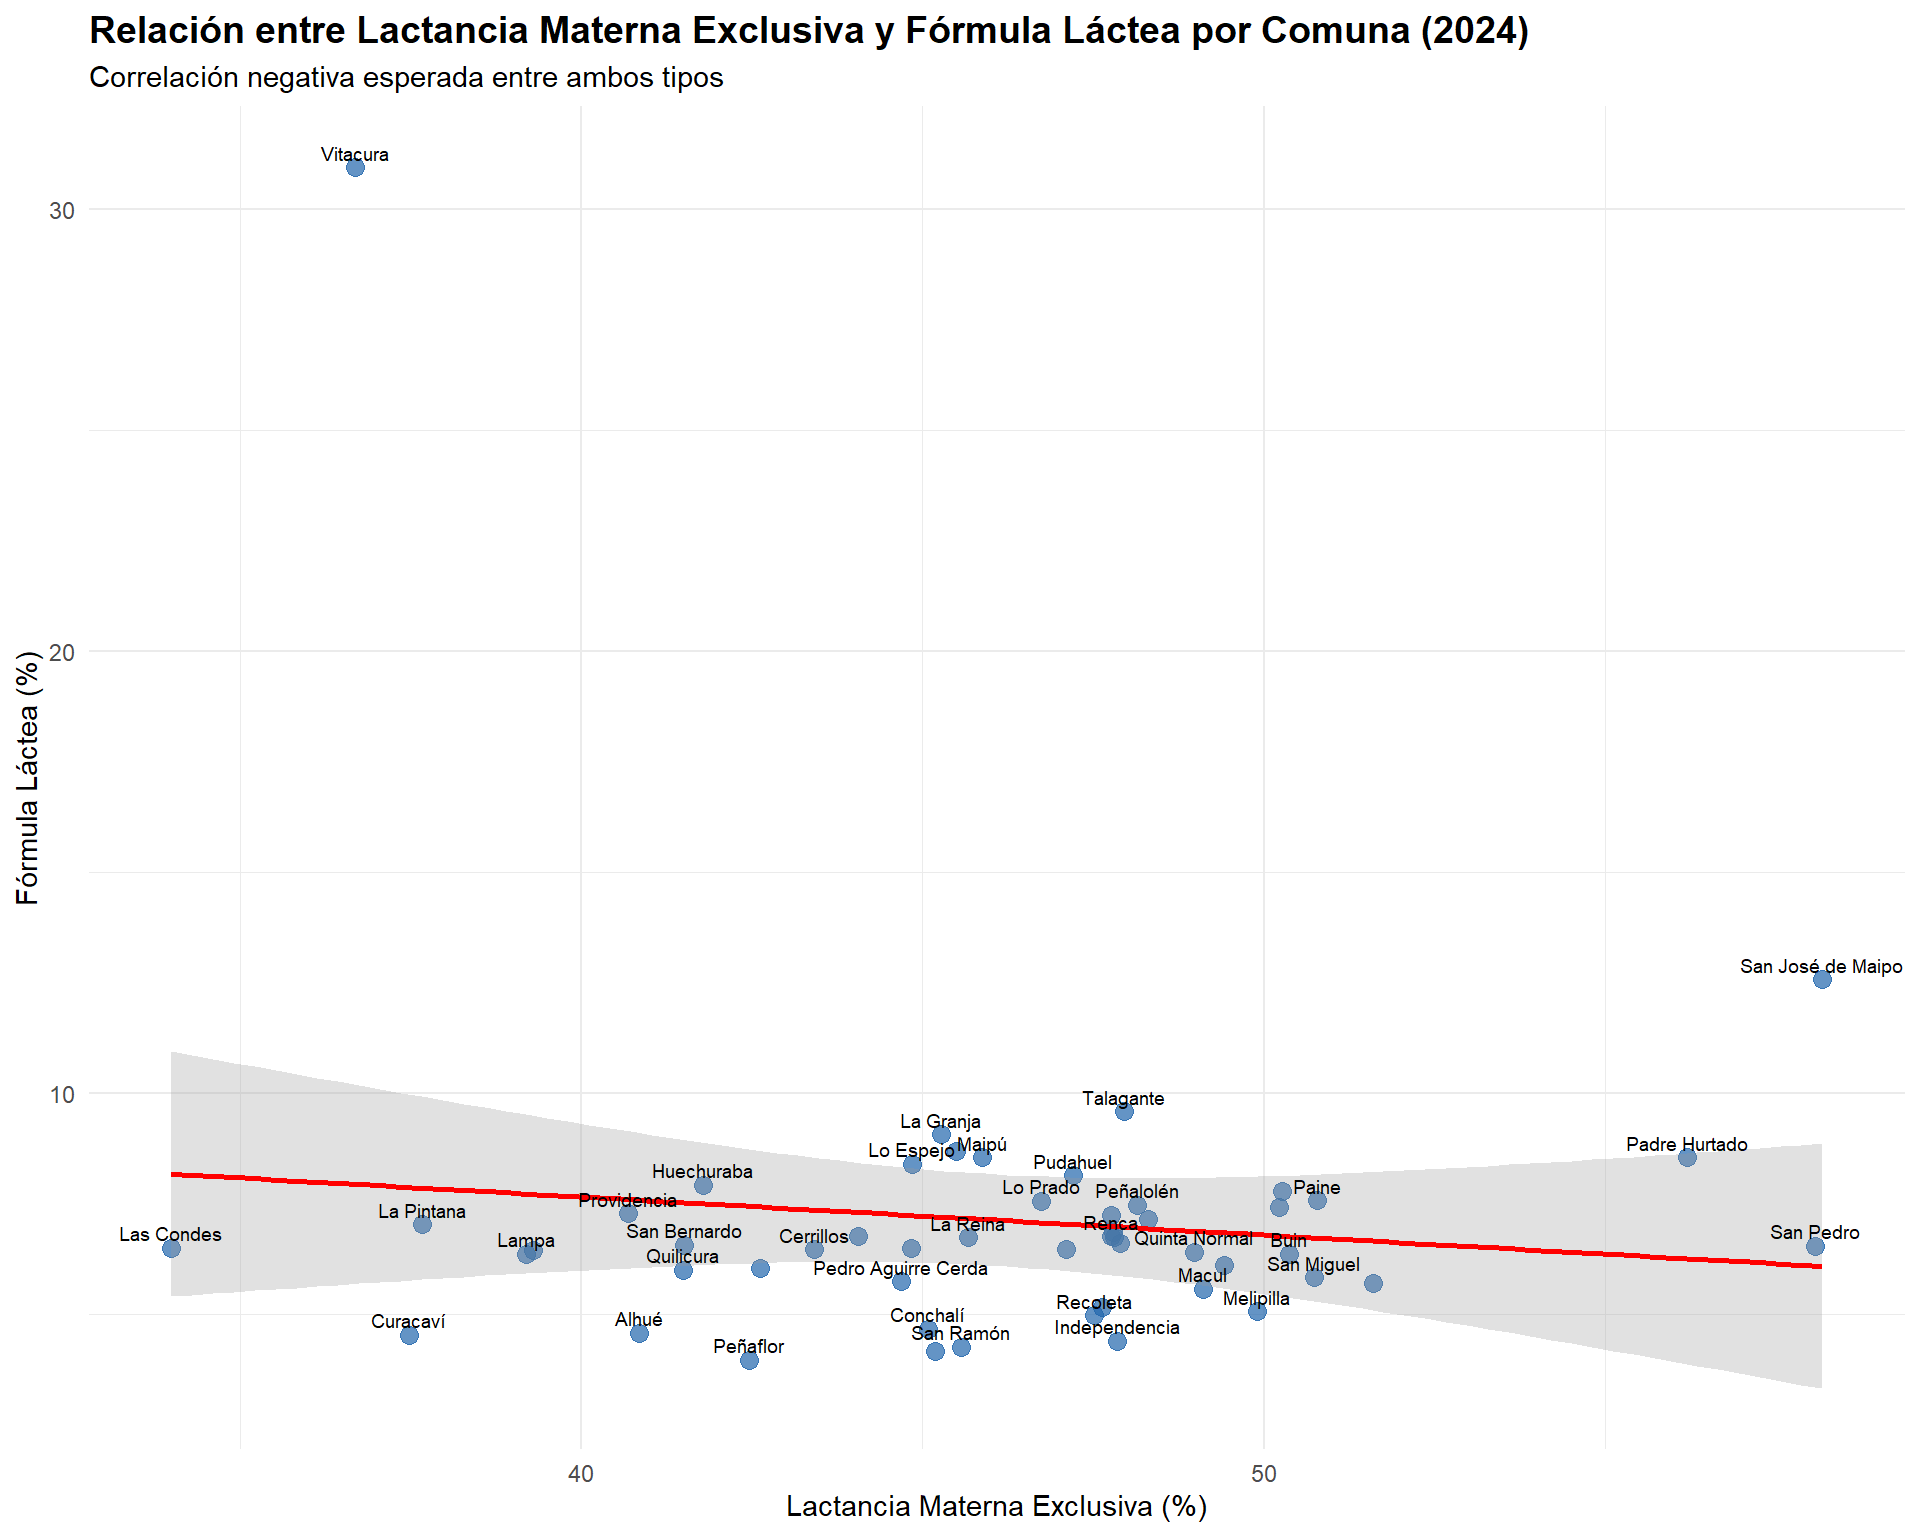 Relación entre Lactancia Materna Exclusiva y Fórmula Láctea por Comuna (2024)
Correlación negativa esperada entre ambos tipos
Vitacura
30
20
Fórmula Láctea (%)
San José de Maipo
10
Talagante
La Granja
Lo Espejo
Maipú
Padre Hurtado
Pudahuel
Huechuraba
Lo Prado
Peñalolén
Paine
Providencia
La Pintana
Las Condes
Lampa
San Bernardo
Cerrillos
La Reina
Renca
Quinta Normal
Buin
San Pedro
Quilicura
Pedro Aguirre Cerda
San Miguel
Macul
Melipilla
Recoleta
Curacaví
Alhué
Conchalí
Independencia
San Ramón
Peñaflor
40
50
Lactancia Materna Exclusiva (%)